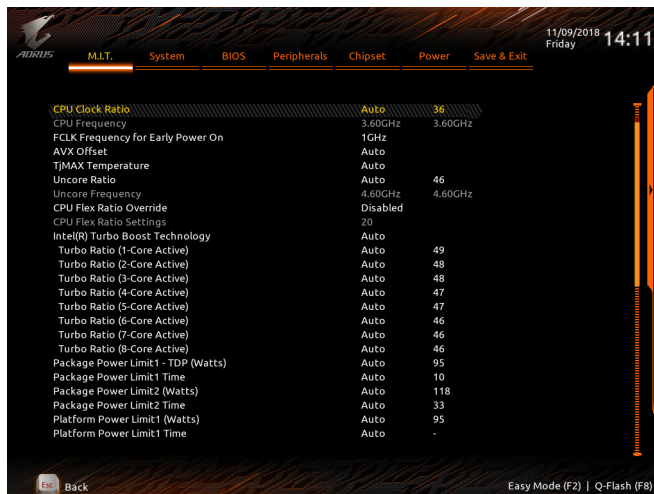 11/09/2018 14:11
Friday
AORUS
M.I.T. System BIOS Peripherals Chipset Power Save & Exit
CPU Clock Ratio Auto 36
CPU Frequency 3.60GHz 3.60GHz
FCLK Frequency for Early Power On 1GHz
AVX Offset Auto
TjMAX Temperature Auto
Uncore Ratio Auto 46
Uncore Frequency 4.60GHz 4.60GHz
CPU Flex Ratio Override Disabled
CPU Flex Ratio Settings 20
Intel(R) Turbo Boost Technology Auto
Turbo Ratio (1-Core Active) Auto 49
Turbo Ratio (2-Core Active) Auto 48
Turbo Ratio (3-Core Active) Auto 48
Turbo Ratio (4-Core Active) Auto 47
Turbo Ratio (5-Core Active) Auto 47
Turbo Ratio (6-Core Active) Auto 46
Turbo Ratio (7-Core Active) Auto 46
Turbo Ratio (8-Core Active) Auto 46
Package Power Limit1 - TDP (Watts) Auto 95
Package Power Limit1 Time Auto 10
Package Power Limit2 (Watts) Auto 118
Package Power Limit2 Time Auto 33
Platform Power Limit1 (Watts) Auto 95
Platform Power Limit1 Time Auto -
Esc Back Easy Mode (F2) | Q-Flash (F8)